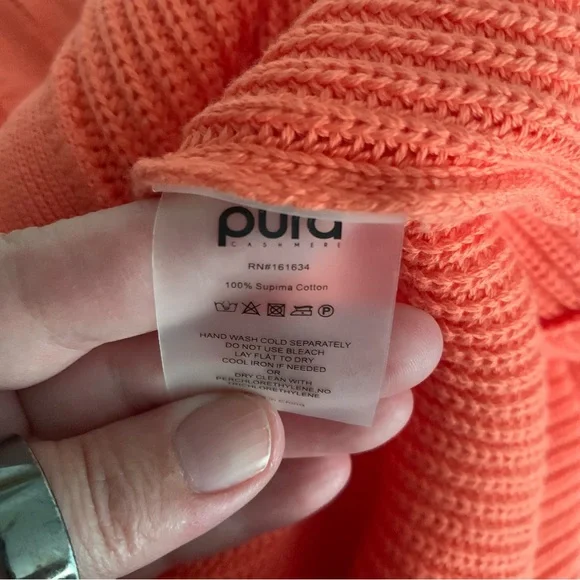 pura
CASHMERE
RN#161634
100% Supima Cotton
P
HAND WASH COLD SEPARATELY
DO NOT USE BLEACH
LAY FLAT TO DRY
COOL IRON IF NEEDED
OR
DRY CLEAN WITH
PERCHLORETHYLENE.NO
TRICHLORETHYLENE